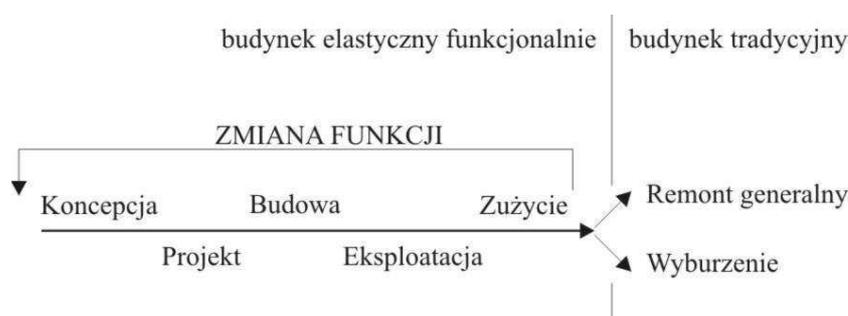 budynek elastyczny funkcjonalnie
budynek tradycyjny
ZMIANA FUNKCJI
Koncepcja
Budowa
Zużycie
Remont generalny
Projekt
Eksploatacja
Wyburzenie